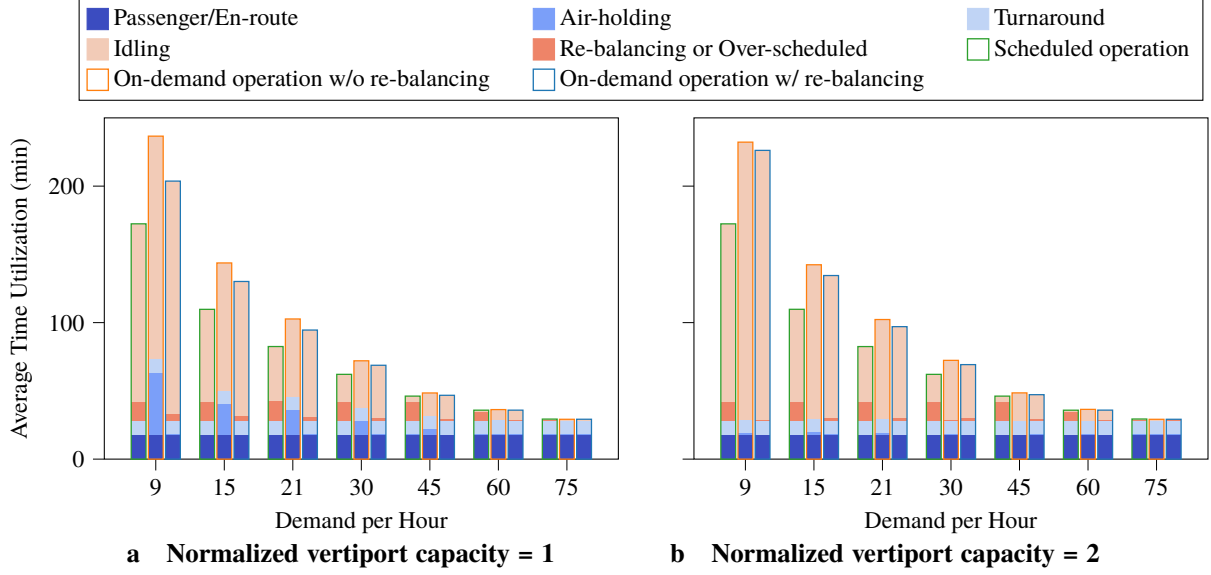 Passenger/En-route Air-holding Turnaround
Idling Re-balancing or Over-scheduled Scheduled operation
On-demand operation w/o re-balancing On-demand operation w/ re-balancing
Average Time Utilization (min)
200
100
0
9 15 21 30 45 60 75
Demand per Hour
a Normalized vertiport capacity = 1
9 15 21 30 45 60 75
Demand per Hour
b Normalized vertiport capacity = 2